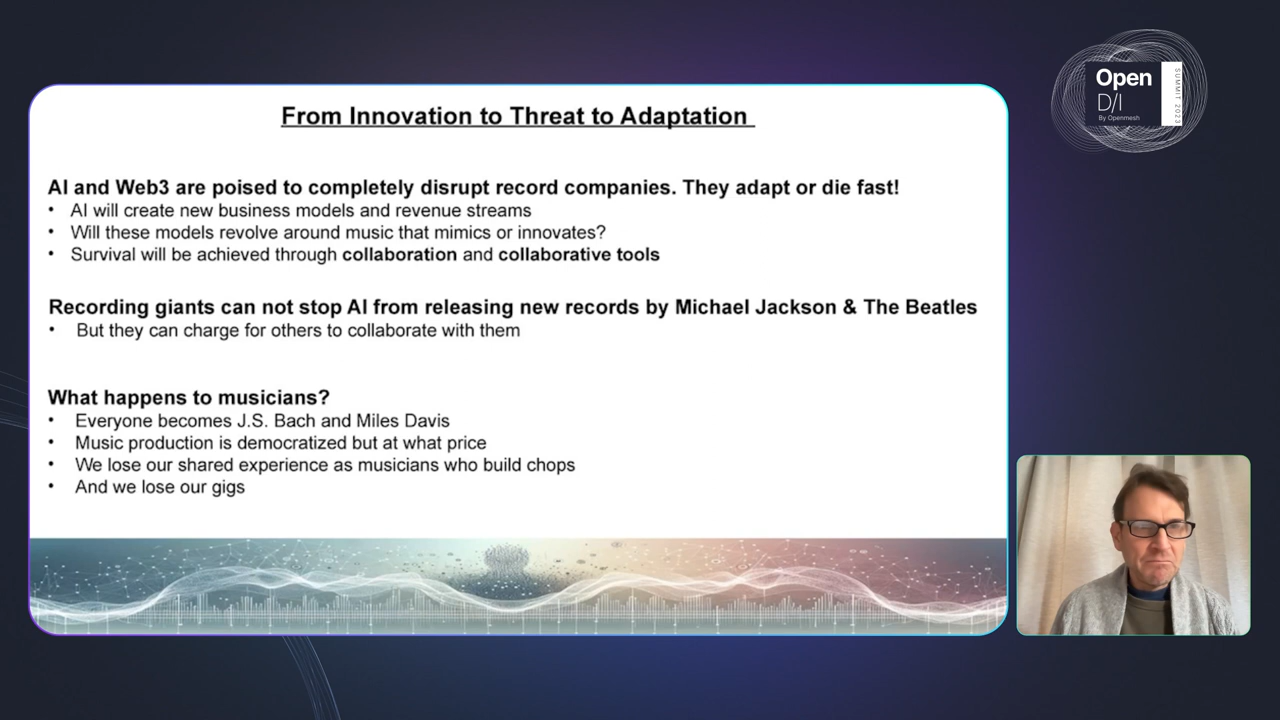 From Innovation to Threat to Adaptation
AI and Web3 are poised to completely disrupt record companies. They adapt or die fast!
• AI will create new business models and revenue streams
• Will these models revolve around music that mimics or innovates?
• Survival will be achieved through collaboration and collaborative tools
Recording giants can not stop AI from releasing new records by Michael Jackson & The Beatles
• But they can charge for others to collaborate with them
What happens to musicians?
• Everyone becomes J.S. Bach and Miles Davis
• Music production is democratized but at what price
• We lose our shared experience as musicians who build chops
• And we lose our gigs
Open
D/I
By Openmesh
SUMMIT 2023